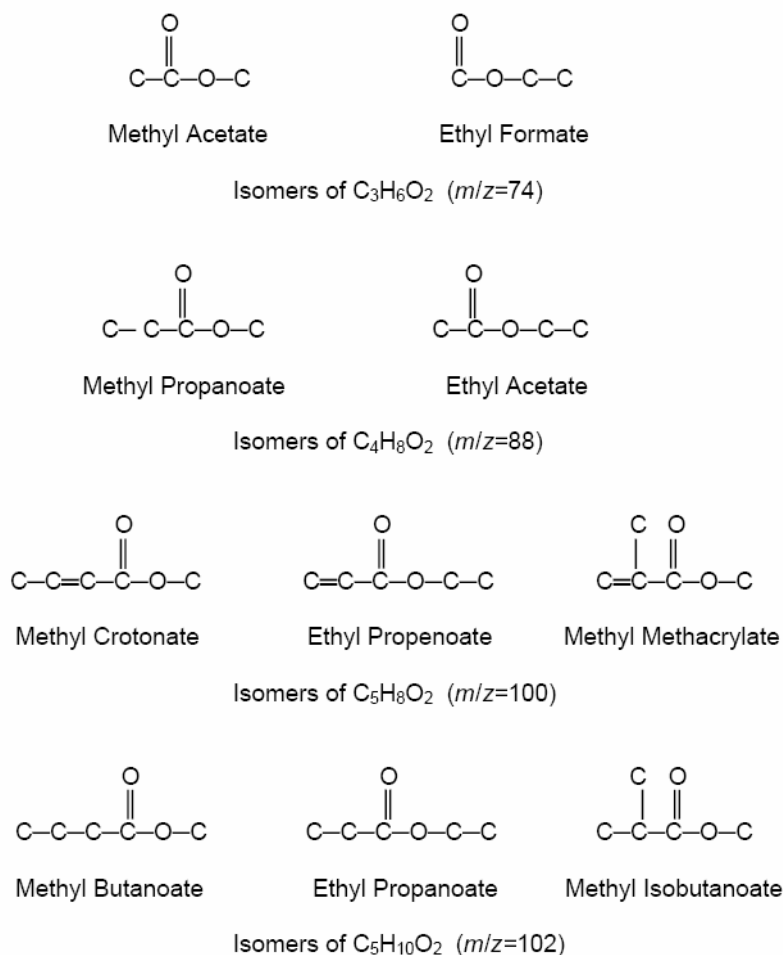 O O
C–C–O–C C–O–C–C
Methyl Acetate Ethyl Formate
Isomers of C₃H₆O₂ (m/z=74)
O O
C– C–C–O–C C–C–O–C–C
Methyl Propanoate Ethyl Acetate
Isomers of C₄H₈O₂ (m/z=88)
O O C O
C–C=C–C–O–C C=C–C–O–C–C C=C–C–O–C
Methyl Crotonate Ethyl Propenoate Methyl Methacrylate
Isomers of C₅H₈O₂ (m/z=100)
O O C O
C–C–C–C–O–C C–C–C–O–C–C C–C–C–O–C
Methyl Butanoate Ethyl Propanoate Methyl Isobutanoate
Isomers of C₅H₁₀O₂ (m/z=102)